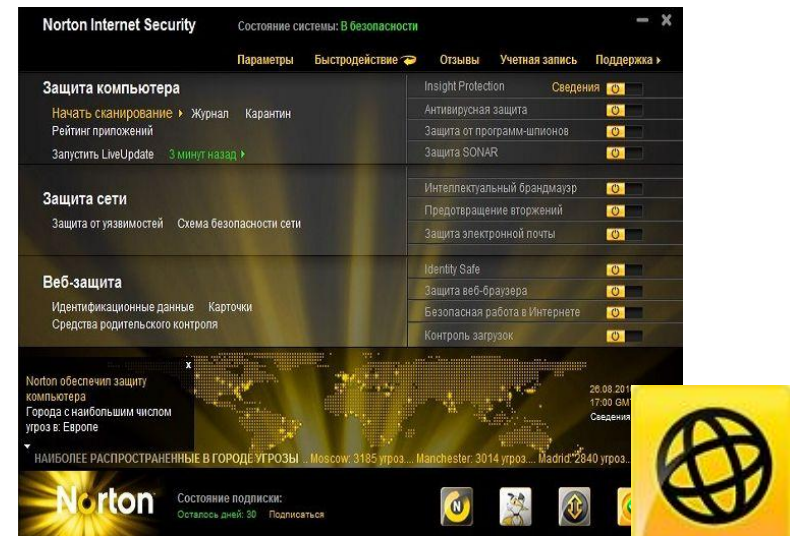 Norton Internet Security Состояние системы: В безопасности
Параметры Быстродействие Отзывы Учетная запись Поддержка
Защита компьютера
Начать сканирование Журнал Карантин
Рейтинг приложений
Запустить LiveUpdate 3 минут назад
Insight Protection Сведения
Антивирусная защита
Защита от программ-шпионов
Защита SONAR
Защита сети
Защита от уязвимостей Схема безопасности сети
Интеллектуальный брандмауэр
Предотвращение вторжений
Защита электронной почты
Веб-защита
Идентификационные данные Карточки
Средства родительского контроля
Identity Safe
Защита веб-браузера
Безопасная работа в Интернете
Контроль загрузок
Norton обеспечил защиту
компьютера
Города с наибольшим числом
угроз в: Европе
26.08.201
17:00 GMT
Сведения
НАИБОЛЕЕ РАСПРОСТРАНЕННЫЕ В ГОРОДЕ УГРОЗЫ ... Moscow: 3185 угроз.... Manchester: 3014 угроз.... Madrid: 2840 угроз...
Norton
Состояние подписки:
Осталось дней: 30 Подписаться